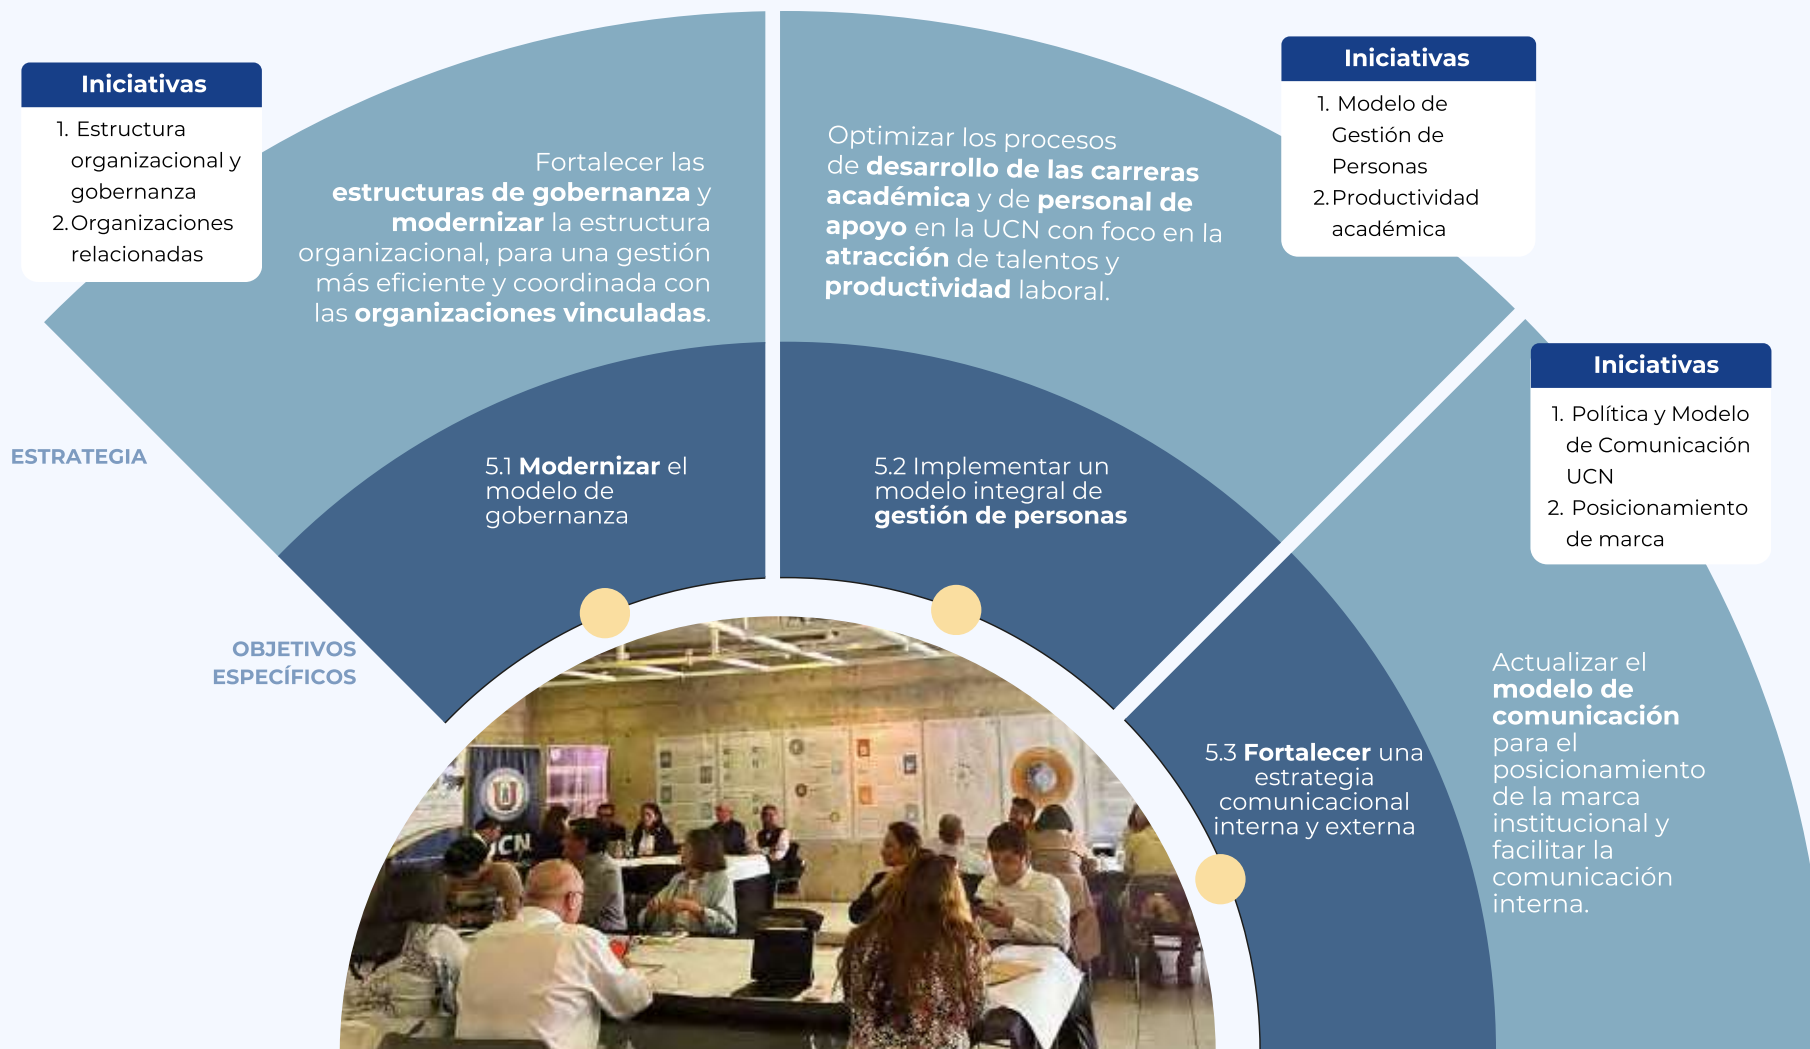 Iniciativas
1. Estructura
organizacional y
gobernanza
2.Organizaciones
relacionadas
Fortalecer las
estructuras de gobernanza y
modernizar la estructura
organizacional, para una gestión
más eficiente y coordinada con
las organizaciones vinculadas.
Optimizar los procesos
de desarrollo de las carreras
académica y de personal de
apoyo en la UCN con foco en la
atracción de talentos y
productividad laboral.
Iniciativas
1. Modelo de
Gestión de
Personas
2.Productividad
académica
Iniciativas
1. Política y Modelo
de Comunicación
UCN
2. Posicionamiento
de marca
ESTRATEGIA
5.1 Modernizar el
modelo de
gobernanza
5.2 Implementar un
modelo integral de
gestión de personas
OBJETIVOS
ESPECÍFICOS
5.3 Fortalecer una
estrategia
comunicacional
interna y externa
Actualizar el
modelo de
comunicación
para el
posicionamiento
de la marca
institucional y
facilitar la
comunicación
interna.